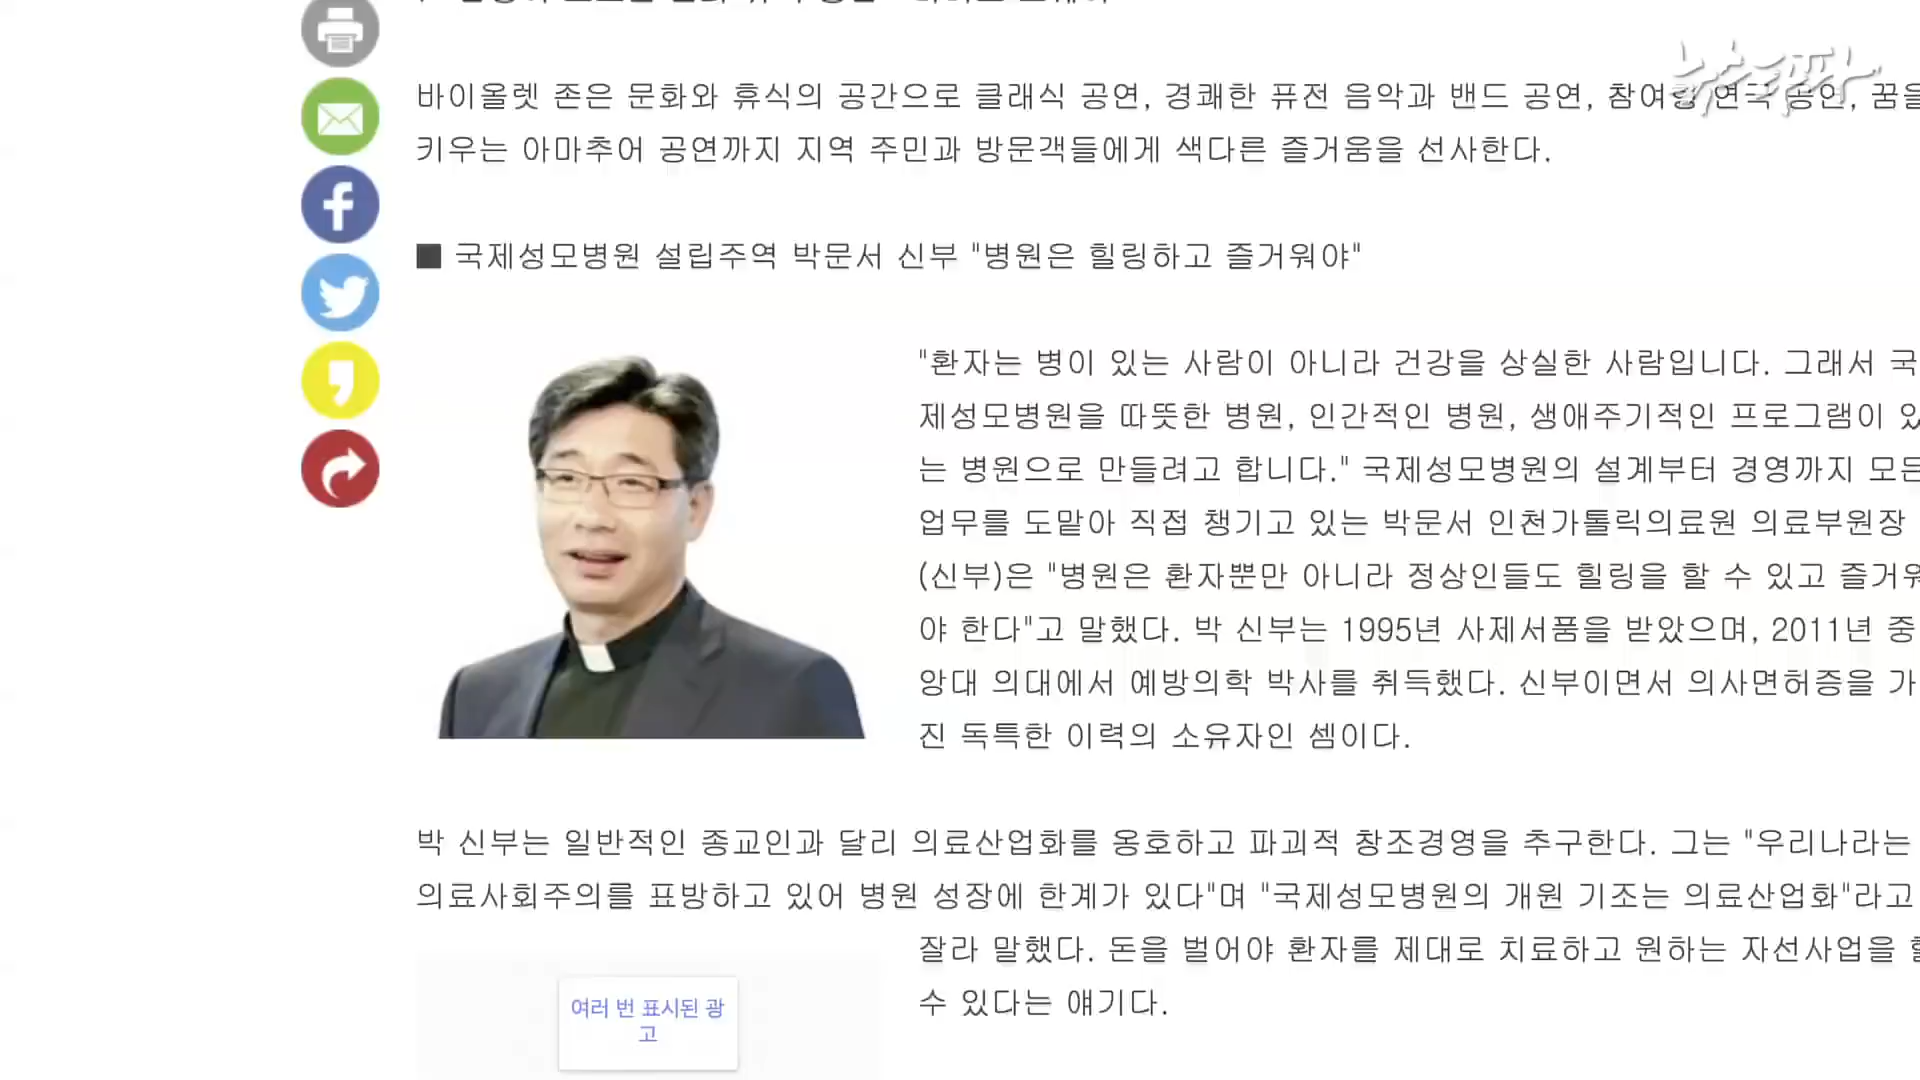 바이올렛 존은 문화와 휴식의 공간으로 클래식 공연, 경쾌한 퓨전 음악과 밴드 공연, 참여형 연극 공연, 꿈을
키우는 아마추어 공연까지 지역 주민과 방문객들에게 색다른 즐거움을 선사한다.
■ 국제성모병원 설립주역 박문서 신부 "병원은 힐링하고 즐거워야"
"환자는 병이 있는 사람이 아니라 건강을 상실한 사람입니다. 그래서 국
제성모병원을 따뜻한 병원, 인간적인 병원, 생애주기적인 프로그램이 있
는 병원으로 만들려고 합니다." 국제성모병원의 설계부터 경영까지 모든
업무를 도맡아 직접 챙기고 있는 박문서 인천가톨릭의료원 의료부원장
(신부)은 "병원은 환자뿐만 아니라 정상인들도 힐링을 할 수 있고 즐거워
야 한다"고 말했다. 박 신부는 1995년 사제서품을 받았으며, 2011년 중
앙대 의대에서 예방의학 박사를 취득했다. 신부이면서 의사면허증을 가
진 독특한 이력의 소유자인 셈이다.
박 신부는 일반적인 종교인과 달리 의료산업화를 옹호하고 파괴적 창조경영을 추구한다. 그는 "우리나라는
의료사회주의를 표방하고 있어 병원 성장에 한계가 있다"며 "국제성모병원의 개원 기조는 의료산업화"라고
잘라 말했다. 돈을 벌어야 환자를 제대로 치료하고 원하는 자선사업을 할
수 있다는 얘기다.
여러 번 표시된 광
고
뉴스타파